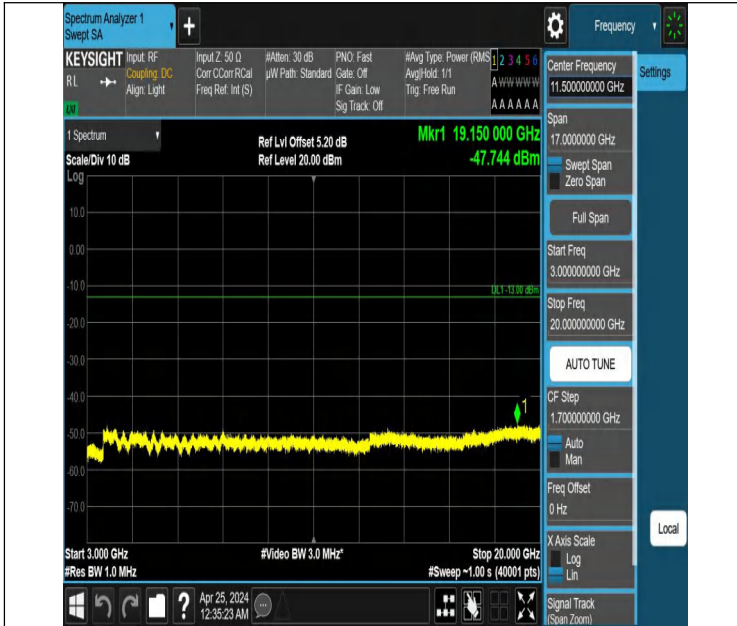 Spectrum Analyzer 1
Swept SA
+
Frequency
KEYSIGHT
RL
Input: RF
Coupling: DC
Align: Light
Input Z: 50 Ω
Corr CCorr RCal
Freq Ref: Int (S)
#Atten: 30 dB
µW Path: Standard
PNO: Fast
Gate: Off
IF Gain: Low
Sig Track: Off
#Avg Type: Power (RMS
Avg|Hold: 1/1
Trig: Free Run
1 2 3 4 5 6
A W W W W W
A A A A A A
1 Spectrum
Scale/Div 10 dB
Log
Ref Lvl Offset 5.20 dB
Ref Level 20.00 dBm
Mkr1 19.150 000 GHz
-47.744 dBm
10.0
0.00
-10.0
DL1 -13.00 dBm
-20.0
-30.0
-40.0
1
-50.0
-60.0
-70.0
Start 3.000 GHz
#Res BW 1.0 MHz
#Video BW 3.0 MHz*
Stop 20.000 GHz
#Sweep ~1.00 s (40001 pts)
?
Apr 25, 2024
12:35:23 AM
Center Frequency
11.500000000 GHz
Settings
Span
17.0000000 GHz
Swept Span
Zero Span
Full Span
Start Freq
3.000000000 GHz
Stop Freq
20.000000000 GHz
AUTO TUNE
CF Step
1.700000000 GHz
Auto
Man
Freq Offset
0 Hz
Local
X Axis Scale
Log
Lin
Signal Track
(Span Zoom)